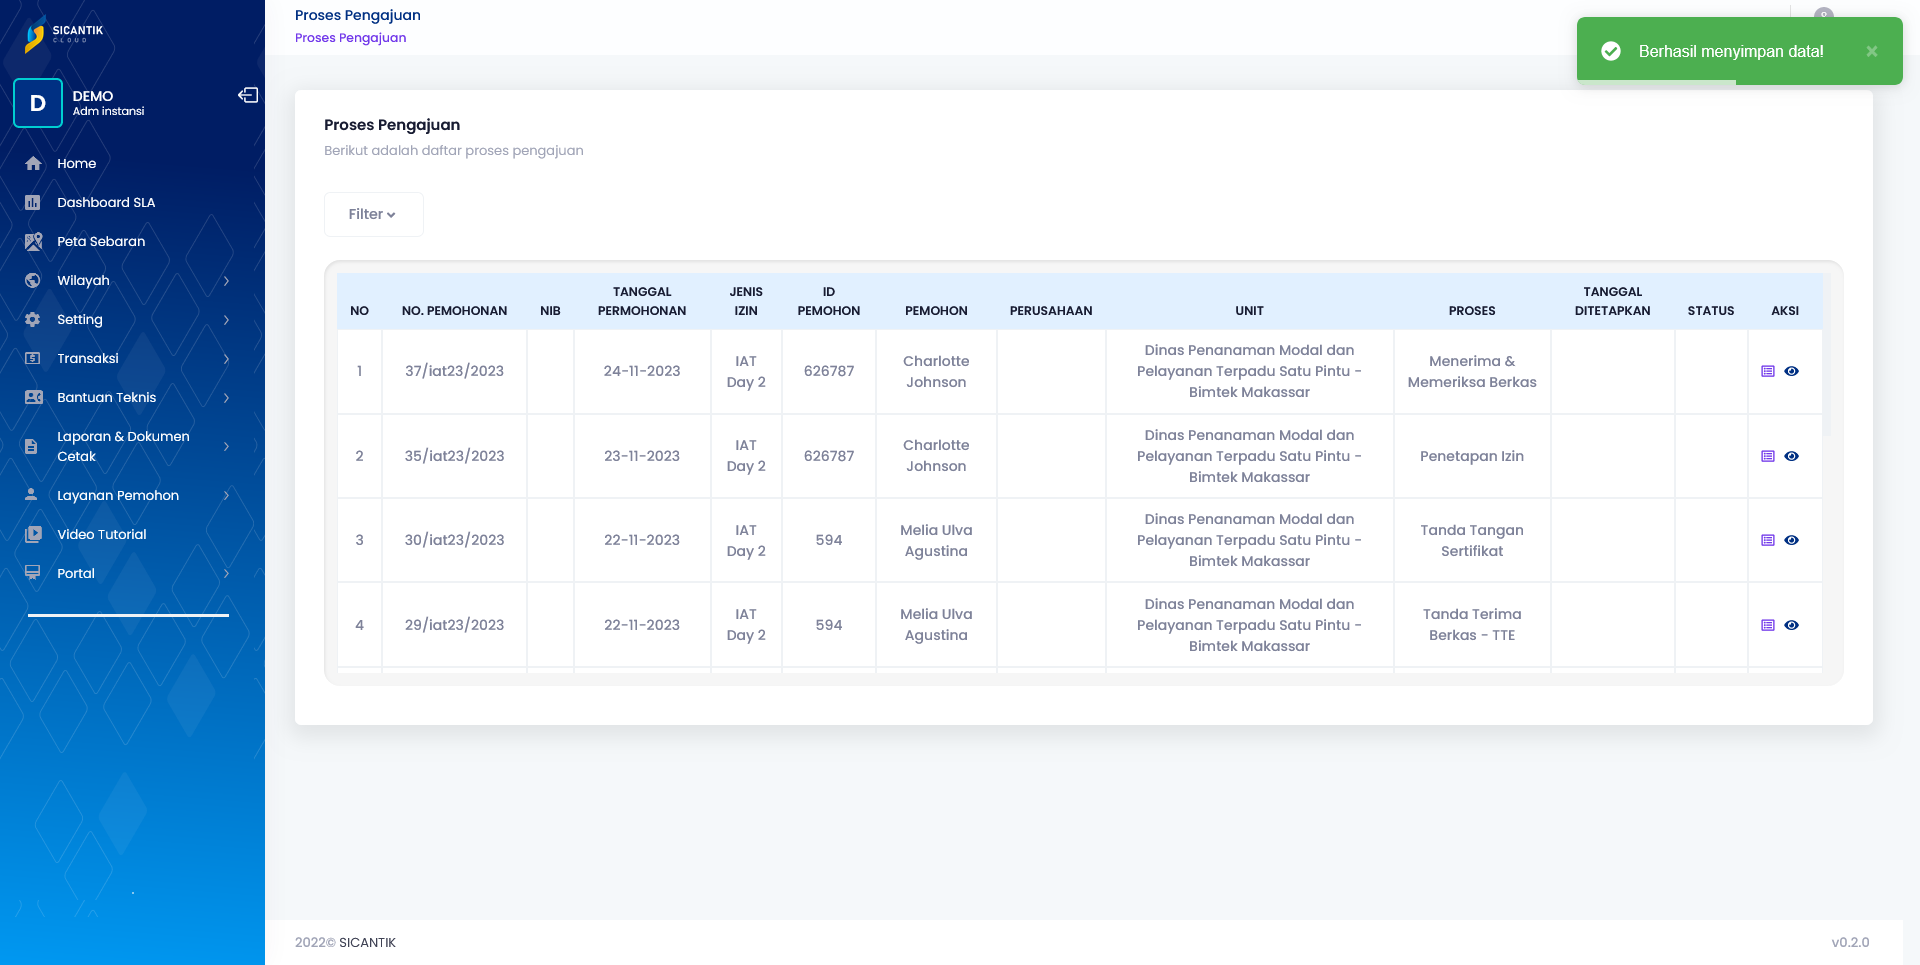 SICANTIK
CLOUD
D
DEMO
Adm instansi
Home
Dashboard SLA
Peta Sebaran
Wilayah
Setting
Transaksi
Bantuan Teknis
Laporan & Dokumen
Cetak
Layanan Pemohon
Video Tutorial
Portal
Proses Pengajuan
Proses Pengajuan
Berhasil menyimpan data!
Proses Pengajuan
Berikut adalah daftar proses pengajuan
Filter
NO NO. PEMOHONAN NIB TANGGAL PERMOHONAN JENIS IZIN ID PEMOHON PEMOHON PERUSAHAAN UNIT PROSES TANGGAL DITETAPKAN STATUS AKSI
1 37/iat23/2023 24-11-2023 IAT Day 2 626787 Charlotte Johnson Dinas Penanaman Modal dan Pelayanan Terpadu Satu Pintu - Bimtek Makassar Menerima & Memeriksa Berkas
2 35/iat23/2023 23-11-2023 IAT Day 2 626787 Charlotte Johnson Dinas Penanaman Modal dan Pelayanan Terpadu Satu Pintu - Bimtek Makassar Penetapan Izin
3 30/iat23/2023 22-11-2023 IAT Day 2 594 Melia Ulva Agustina Dinas Penanaman Modal dan Pelayanan Terpadu Satu Pintu - Bimtek Makassar Tanda Tangan Sertifikat
4 29/iat23/2023 22-11-2023 IAT Day 2 594 Melia Ulva Agustina Dinas Penanaman Modal dan Pelayanan Terpadu Satu Pintu - Bimtek Makassar Tanda Terima Berkas - TTE
2022© SICANTIK
v0.2.0